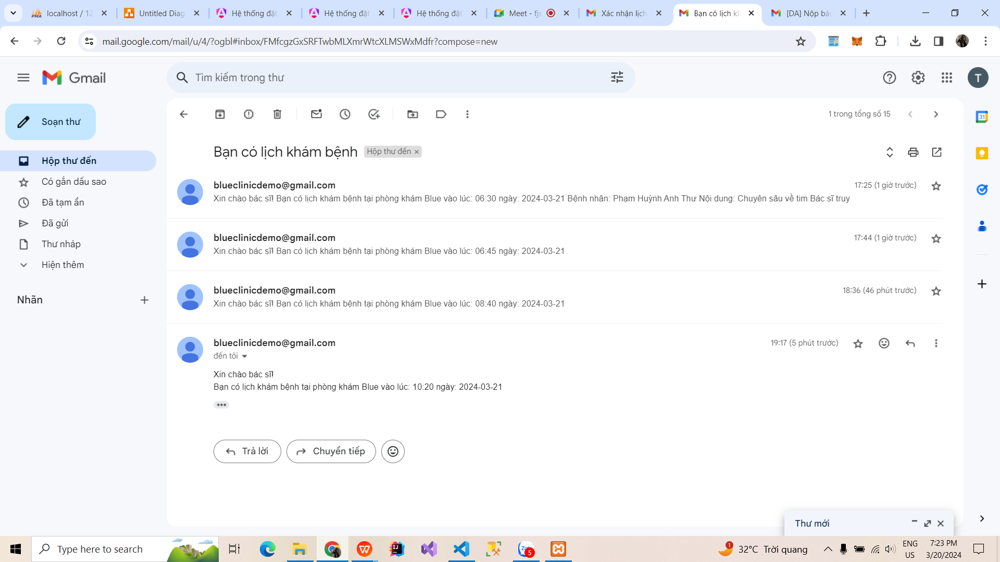 localhost / 12
Untitled Diag
Hệ thống đặt
Hệ thống đặt
Hệ thống đặt
Meet - fjs
Xác nhận lịch
Bạn có lịch kh
[DA] Nộp báo
mail.google.com/mail/u/4/?ogbl#inbox/FMfcgzGxSRFTwbMLXmrWtcXLMSWxMdfr?compose=new
Gmail
Tìm kiếm trong thư
T
Soạn thư
1 trong tổng số 15
31
Hộp thư đến
Có gắn dấu sao
Đã tạm ẩn
Đã gửi
Thư nháp
Hiện thêm
Nhãn
Bạn có lịch khám bệnh
Hộp thư đến ×
blueclinicdemo@gmail.com
17:25 (1 giờ trước)
Xin chào bác sĩ! Bạn có lịch khám bệnh tại phòng khám Blue vào lúc: 06:30 ngày: 2024-03-21 Bệnh nhân: Phạm Huỳnh Anh Thư Nội dung: Chuyên sâu về tim Bác sĩ truy
blueclinicdemo@gmail.com
17:44 (1 giờ trước)
Xin chào bác sĩ! Bạn có lịch khám bệnh tại phòng khám Blue vào lúc: 06:45 ngày: 2024-03-21
blueclinicdemo@gmail.com
18:36 (46 phút trước)
Xin chào bác sĩ! Bạn có lịch khám bệnh tại phòng khám Blue vào lúc: 08:40 ngày: 2024-03-21
blueclinicdemo@gmail.com
19:17 (5 phút trước)
đến tôi
Xin chào bác sĩ!
Bạn có lịch khám bệnh tại phòng khám Blue vào lúc: 10:20 ngày: 2024-03-21
Trả lời
Chuyển tiếp
Thư mới
Type here to search
5
1
32°C Trời quang
ENG
US
7:23 PM
3/20/2024